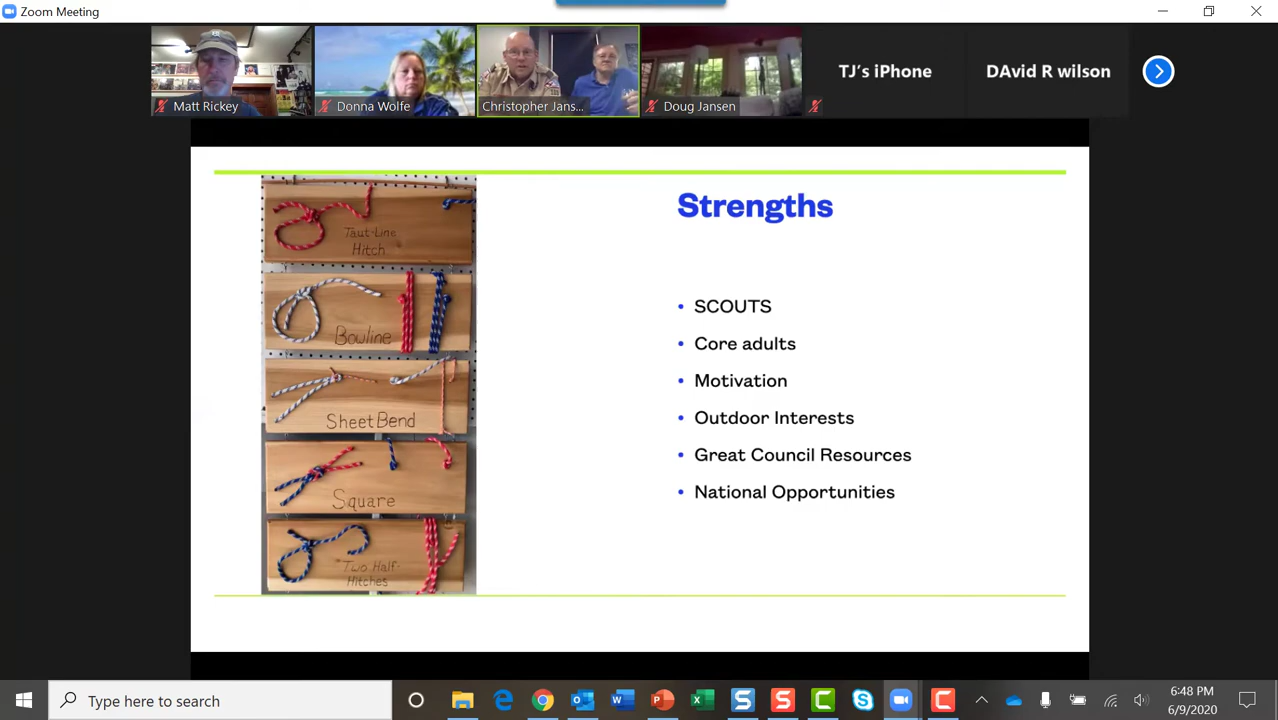 Zoom Meeting
Matt Rickey
Donna Wolfe
Christopher Jans...
Doug Jansen
TJ's iPhone
DAvid R wilson
Taut-Line
Hitch
Bowline
Sheet Bend
Square
Two Half-
Hitches
Strengths
• SCOUTS
• Core adults
• Motivation
• Outdoor Interests
• Great Council Resources
• National Opportunities
Type here to search
6:48 PM
6/9/2020